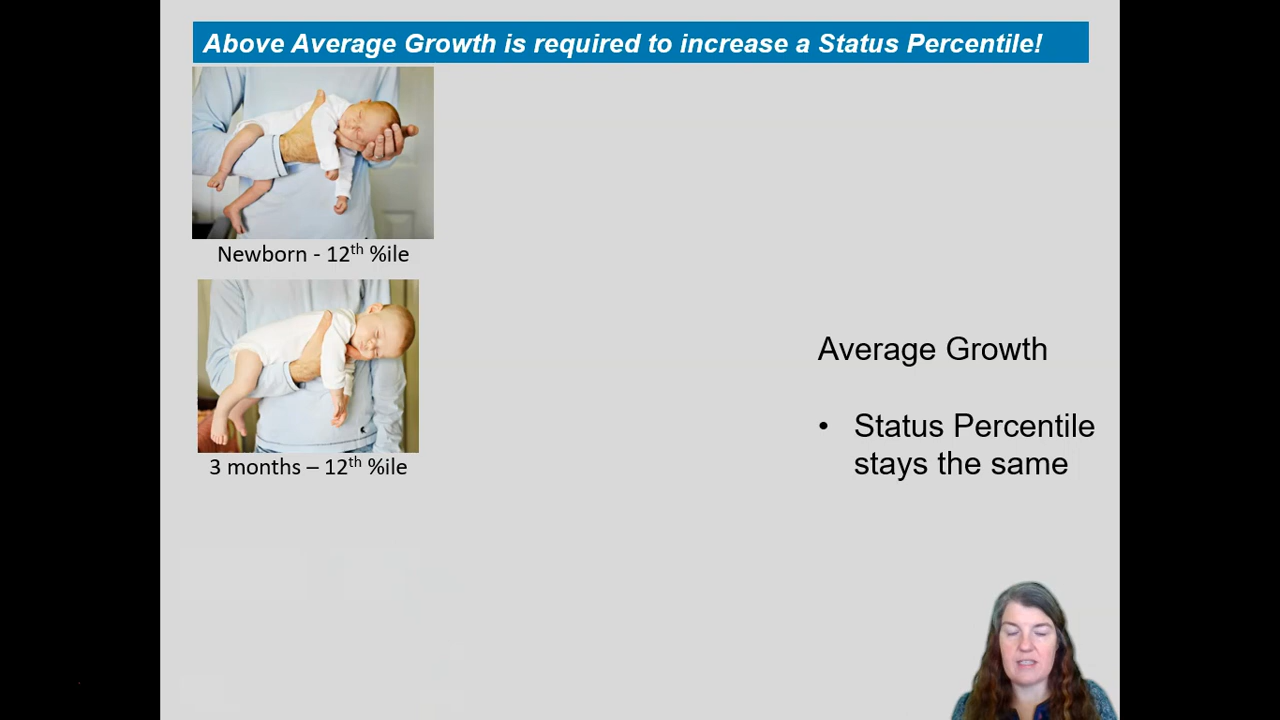 Above Average Growth is required to increase a Status Percentile!
Newborn - 12th %ile
3 months – 12th %ile
Average Growth
• Status Percentile
stays the same